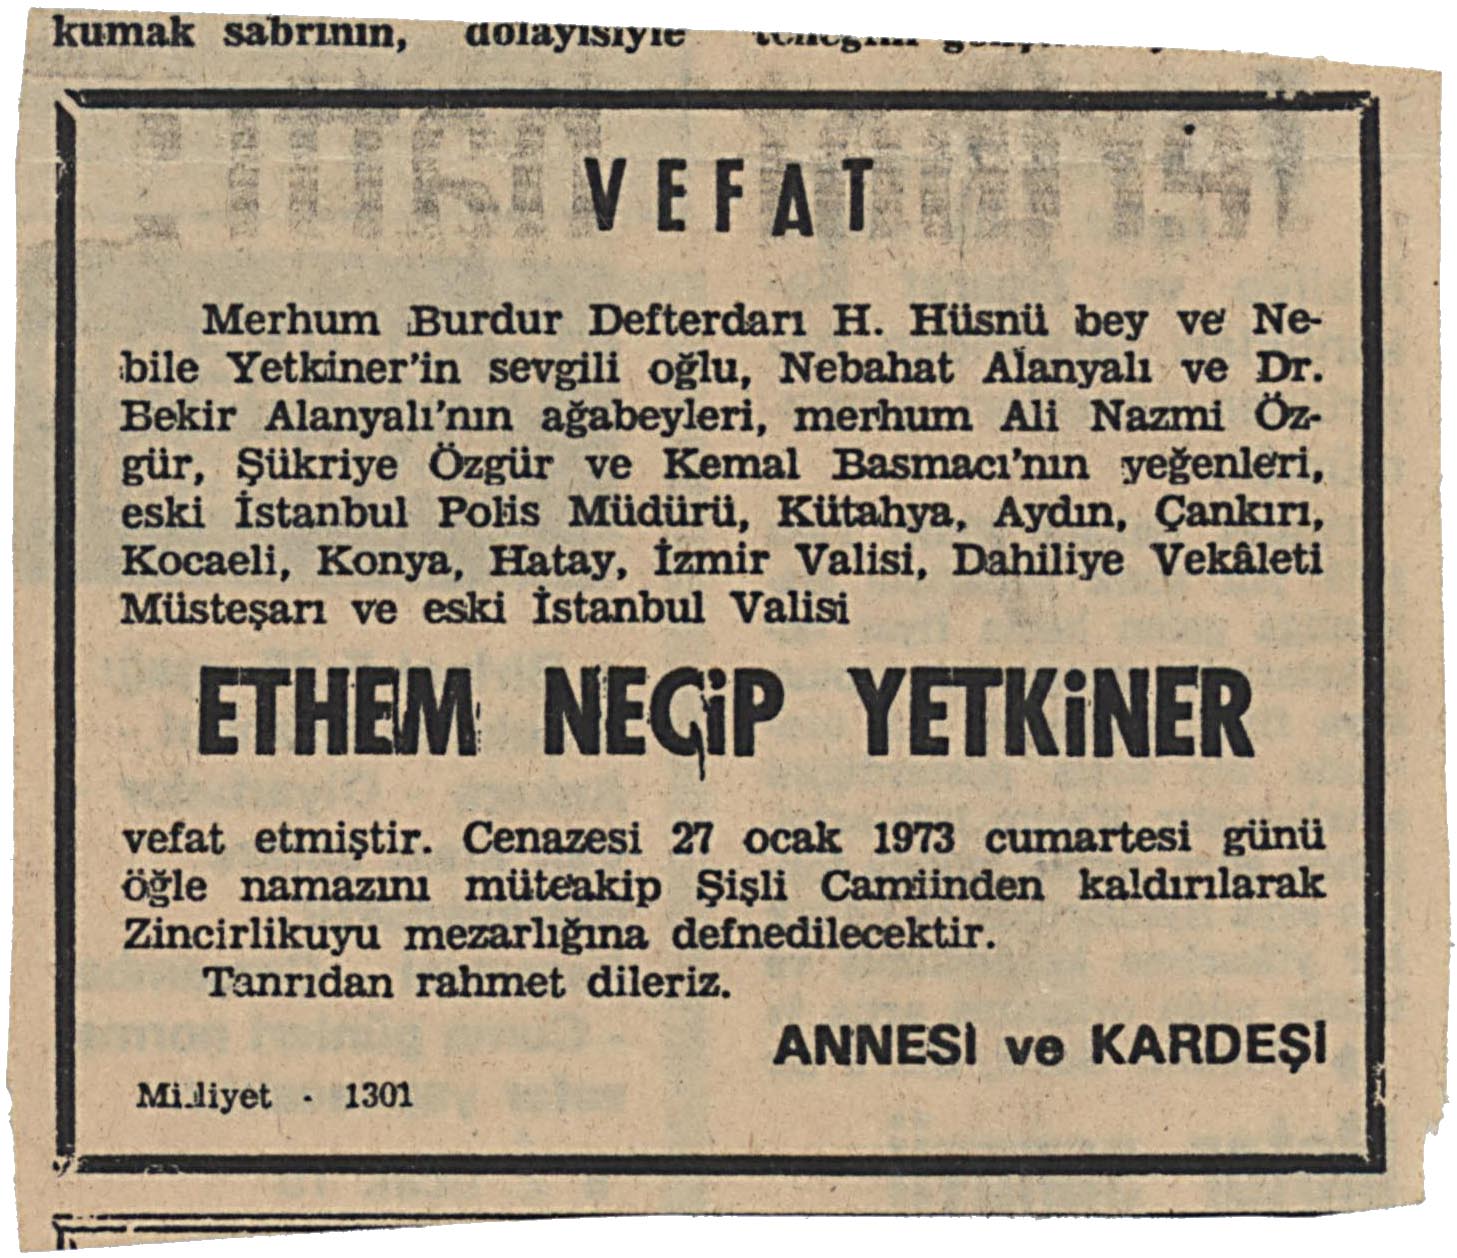 kumak sabrının, dolayısiyle
VEFAT
Merhum Burdur Defterdarı H. Hüsnü bey ve Ne-
bile Yetkiner'in sevgili oğlu, Nebahat Alanyalı ve Dr.
Bekir Alanyalı'nın ağabeyleri, merhum Ali Nazmi Öz-
gür, Şükriye Özgür ve Kemal Basmacı'nın yeğenleri,
eski İstanbul Polis Müdürü, Kütahya, Aydın, Çankırı,
Kocaeli, Konya, Hatay, İzmir Valisi, Dahiliye Vekâleti
Müsteşarı ve eski İstanbul Valisi
ETHEM NECİP YETKİNER
vefat etmiştir. Cenazesi 27 ocak 1973 cumartesi günü
öğle namazını müteakip Şişli Camiinden kaldırılarak
Zincirlikuyu mezarlığına defnedilecektir.
Tanrıdan rahmet dileriz.
ANNESİ ve KARDEŞİ
Milliyet - 1301